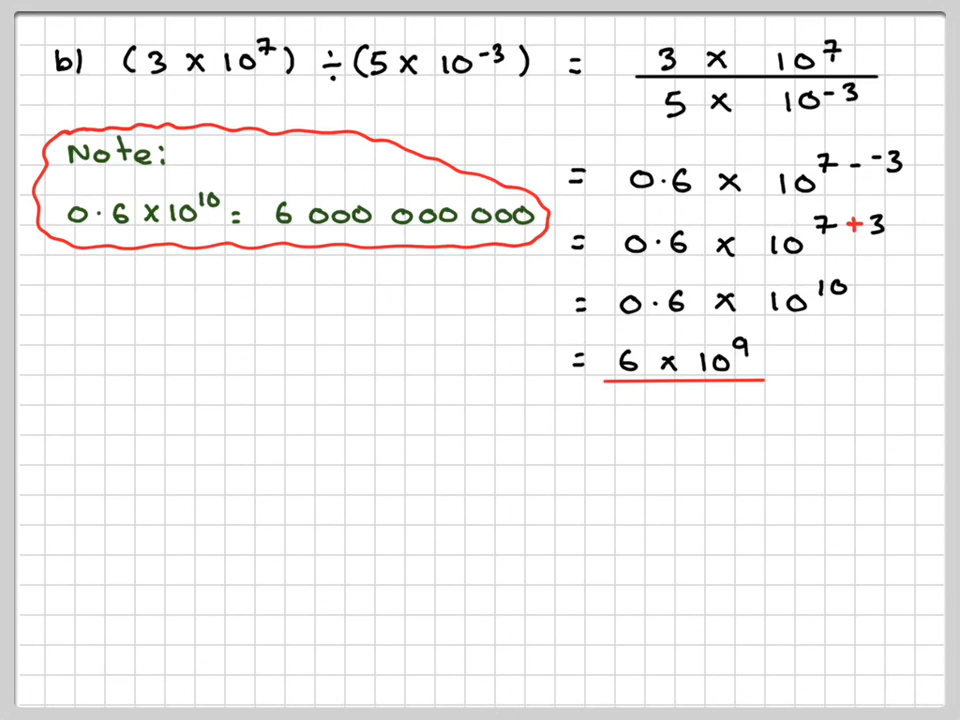 b) (3 × 10⁷) ÷ (5 × 10⁻³) = 3 × 10⁷
5 × 10⁻³
Note:
0.6 × 10¹⁰ = 6 000 000 000
= 0.6 × 10⁷⁻⁻³
= 0.6 × 10⁷⁺³
= 0.6 × 10¹⁰
= 6 × 10⁹